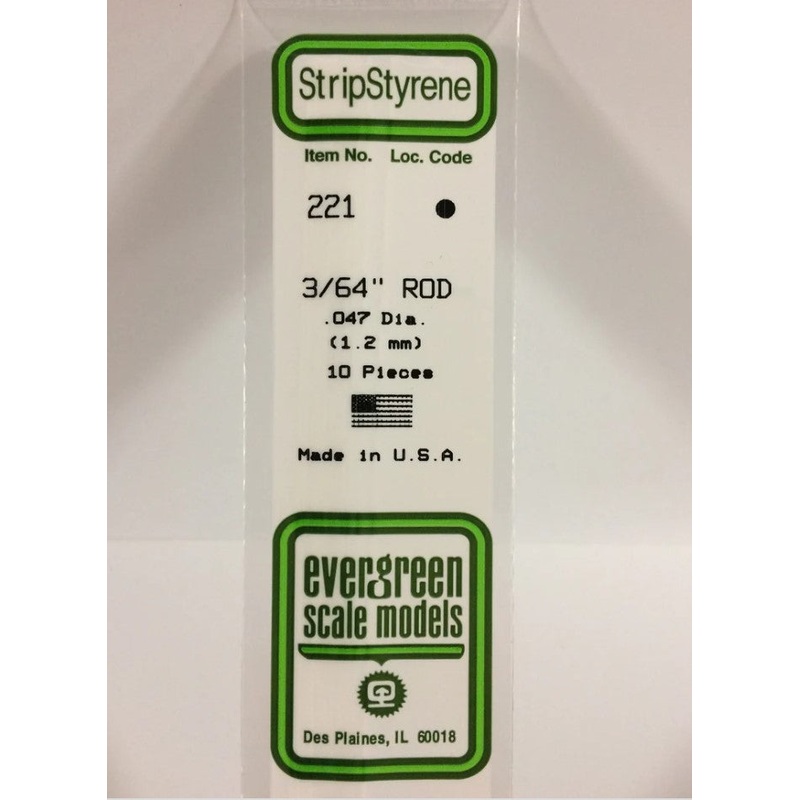 StripStyrene
Item No. Loc. Code
221
3/64" ROD
.047 Dia.
(1.2 mm)
10 Pieces
Made in U.S.A.
evergreen
scale models
Des Plaines, IL 60018